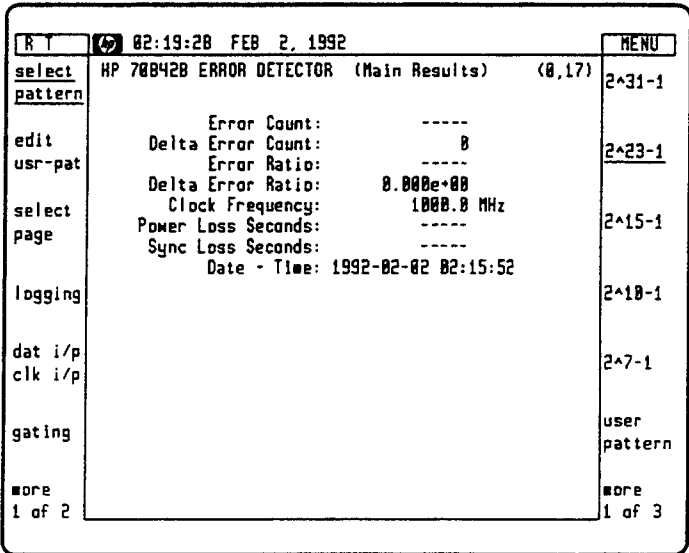 R T hp 02:19:28 FEB 2, 1992 MENU
select
pattern
edit
usr-pat
select
page
logging
dat i/p
clk i/p
gating
more
1 of 2
HP 70842B ERROR DETECTOR (Main Results) (0,17)
Error Count: -----
Delta Error Count: 0
Error Ratio: -----
Delta Error Ratio: 0.000e+00
Clock Frequency: 1000.0 MHz
Power Loss Seconds: -----
Sync Loss Seconds: -----
Date - Time: 1992-02-02 02:15:52
2^31-1
2^23-1
2^15-1
2^10-1
2^7-1
user
pattern
more
1 of 3